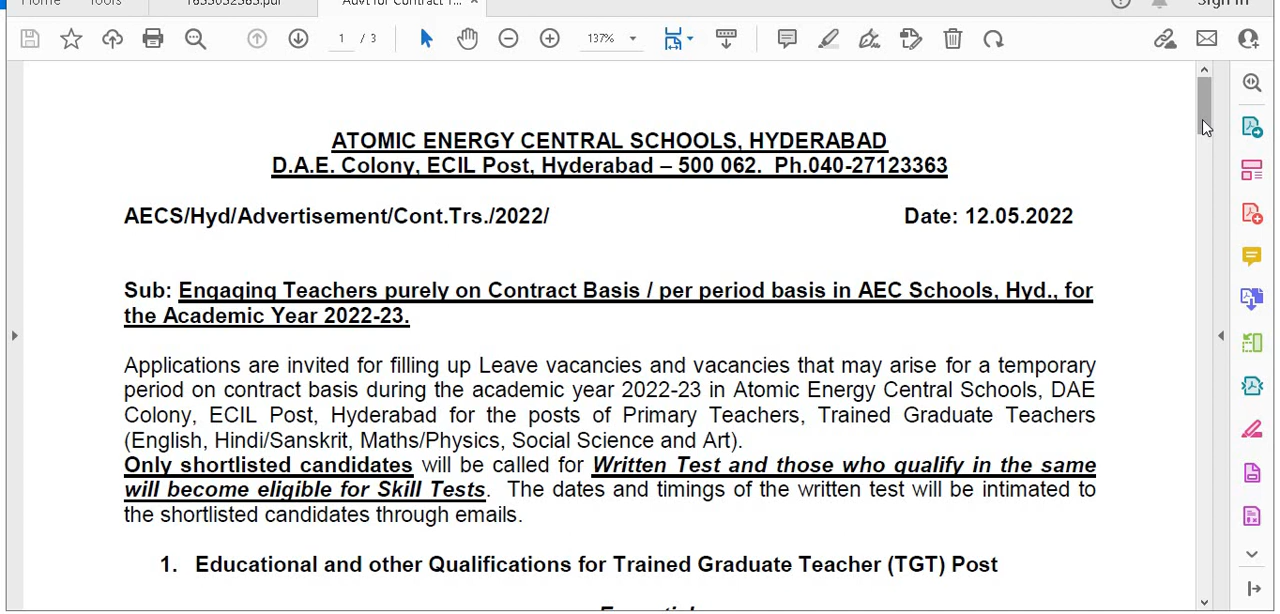 Home Tools 1653032363.pdf Advt for Contract T... × Sign In
1 / 3 137%
ATOMIC ENERGY CENTRAL SCHOOLS, HYDERABAD
D.A.E. Colony, ECIL Post, Hyderabad – 500 062. Ph.040-27123363
AECS/Hyd/Advertisement/Cont.Trs./2022/ Date: 12.05.2022
Sub: Engaging Teachers purely on Contract Basis / per period basis in AEC Schools, Hyd., for
the Academic Year 2022-23.
Applications are invited for filling up Leave vacancies and vacancies that may arise for a temporary
period on contract basis during the academic year 2022-23 in Atomic Energy Central Schools, DAE
Colony, ECIL Post, Hyderabad for the posts of Primary Teachers, Trained Graduate Teachers
(English, Hindi/Sanskrit, Maths/Physics, Social Science and Art).
Only shortlisted candidates will be called for Written Test and those who qualify in the same
will become eligible for Skill Tests. The dates and timings of the written test will be intimated to
the shortlisted candidates through emails.
1. Educational and other Qualifications for Trained Graduate Teacher (TGT) Post